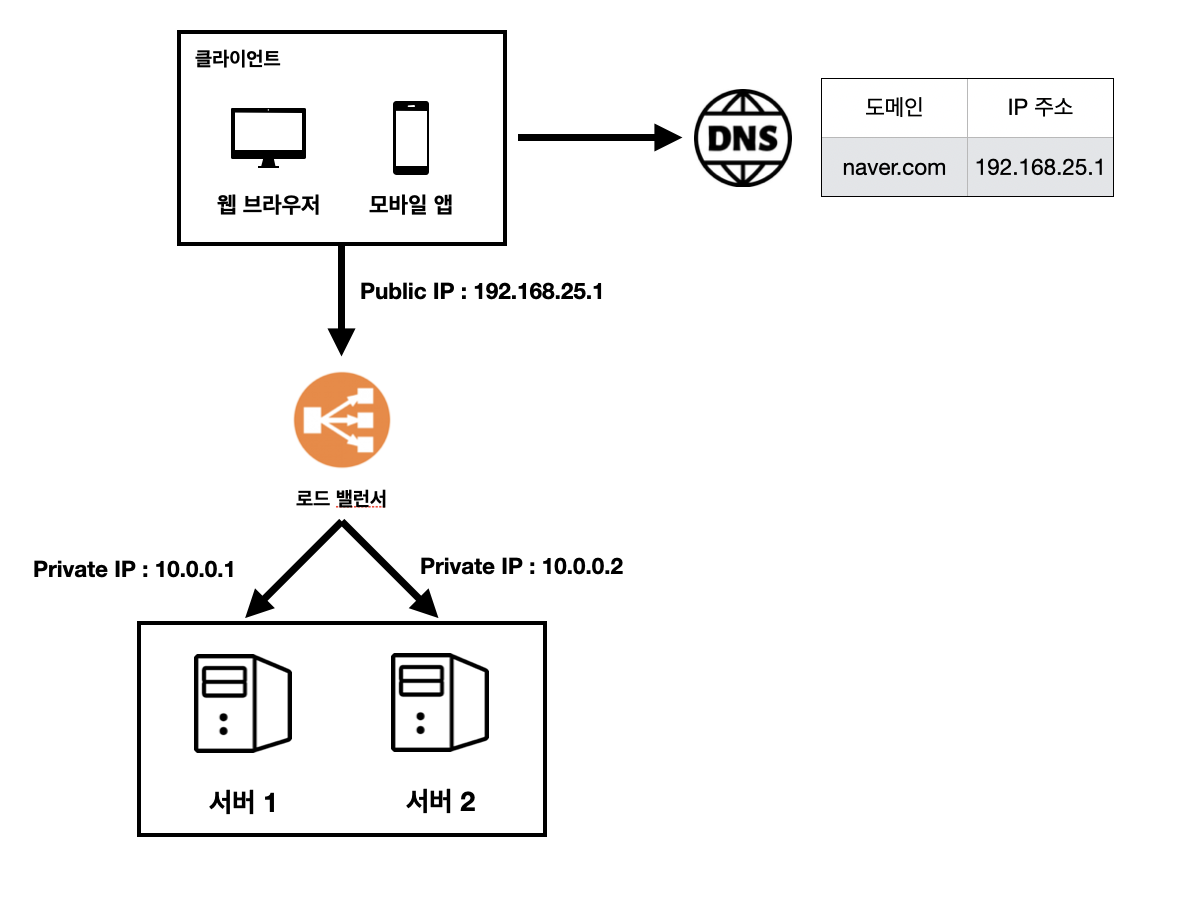 클라이언트
웹 브라우저
모바일 앱
DNS
도메인
IP 주소
naver.com
192.168.25.1
Public IP : 192.168.25.1
로드 밸런서
Private IP : 10.0.0.1
Private IP : 10.0.0.2
서버 1
서버 2